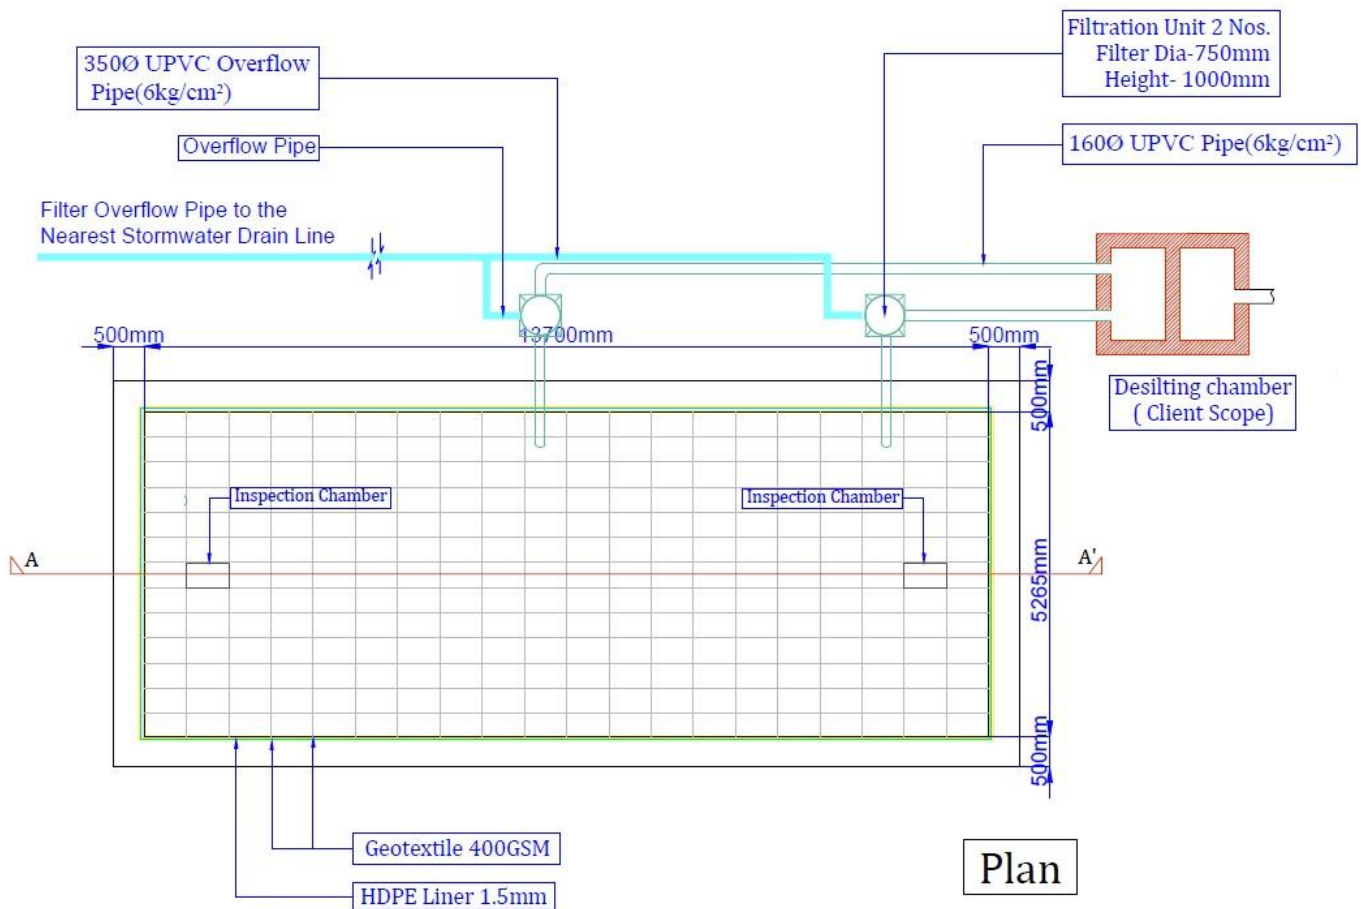 350Ø UPVC Overflow
Pipe(6kg/cm²)
Filtration Unit 2 Nos.
Filter Dia-750mm
Height- 1000mm
Overflow Pipe
160Ø UPVC Pipe(6kg/cm²)
Filter Overflow Pipe to the
Nearest Stormwater Drain Line
500mm
13700mm
500mm
500mm
Desilting chamber
( Client Scope)
Inspection Chamber
Inspection Chamber
A
A'
5265mm
500mm
Geotextile 400GSM
HDPE Liner 1.5mm
Plan